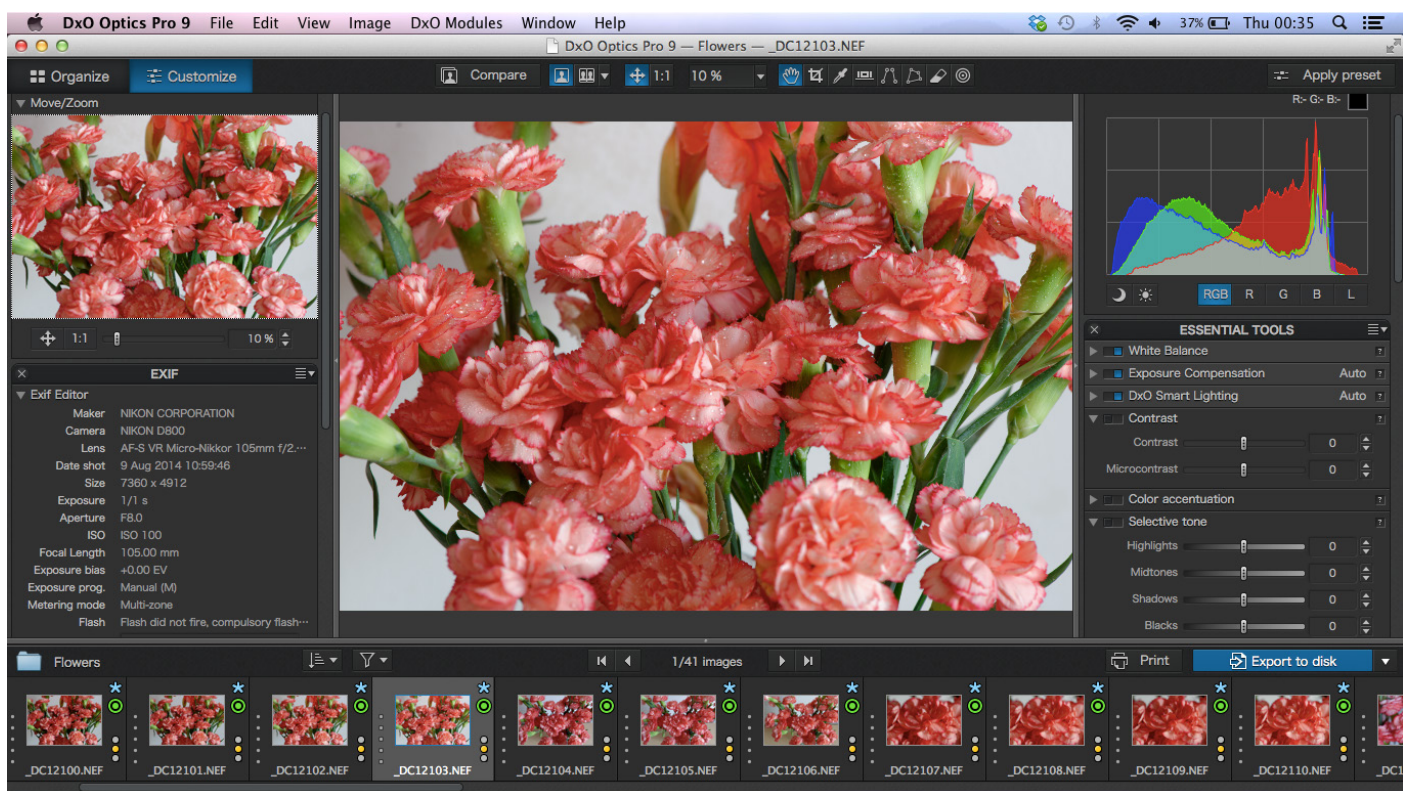 DxO Optics Pro 9 File Edit View Image DxO Modules Window Help 37% Thu 00:35
DxO Optics Pro 9 — Flowers — _DC12103.NEF
Organize Customize Compare 1:1 10 % Apply preset
Move/Zoom
R:- G:- B:-
RGB R G B L
1:1 10 %
EXIF
Exif Editor
Maker NIKON CORPORATION
Camera NIKON D800
Lens AF-S VR Micro-Nikkor 105mm f/2.···
Date shot 9 Aug 2014 10:59:46
Size 7360 x 4912
Exposure 1/1 s
Aperture F8.0
ISO ISO 100
Focal Length 105.00 mm
Exposure bias +0.00 EV
Exposure prog. Manual (M)
Metering mode Multi-zone
Flash Flash did not fire, compulsory flash···
ESSENTIAL TOOLS
White Balance ?
Exposure Compensation Auto ?
DxO Smart Lighting Auto ?
Contrast ?
Contrast 0
Microcontrast 0
Color accentuation ?
Selective tone ?
Highlights 0
Midtones 0
Shadows 0
Blacks 0
Flowers 1/41 images Print Export to disk
_DC12100.NEF _DC12101.NEF _DC12102.NEF _DC12103.NEF _DC12104.NEF _DC12105.NEF _DC12106.NEF _DC12107.NEF _DC12108.NEF _DC12109.NEF _DC12110.NEF _DC1